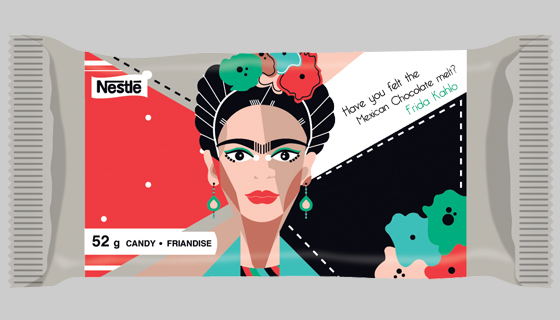 Nestlé
Have you felt the
Mexican Chocolate melt?
Frida Kahlo
52 g CANDY • FRIANDISE